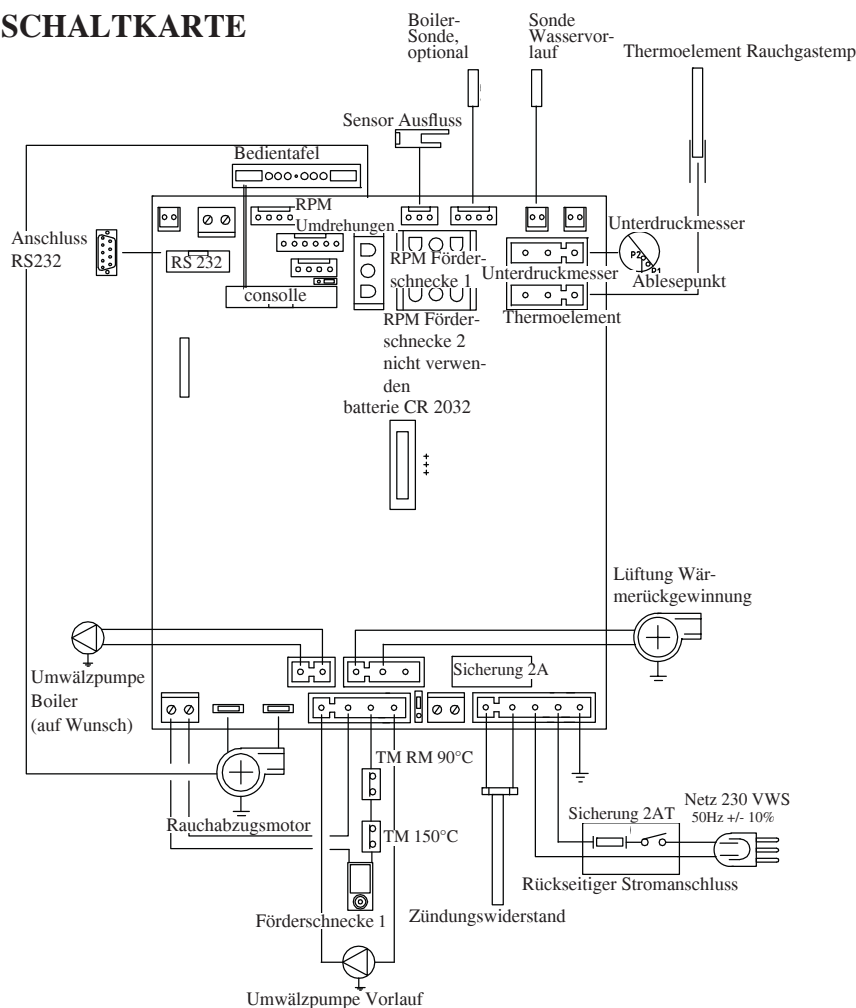 SCHALTKARTE
Boiler-
Sonde,
optional
Sonde
Wasservor-
lauf
Thermoelement Rauchgastemp
Sensor Ausfluss
Bedientafel
RPM
Umdrehungen
Anschluss
RS232
RS 232
consolle
RPM Förder-
schnecke 1
Unterdruckmesser
Unterdruckmesser
P2
P1
Ablesepunkt
Thermoelement
RPM Förder-
schnecke 2
nicht verwen-
den
batterie CR 2032
+++
Lüftung Wär-
merückgewinnung
Umwälzpumpe
Boiler
(auf Wunsch)
Sicherung 2A
TM RM 90°C
Rauchabzugsmotor
TM 150°C
Sicherung 2AT
Netz 230 VWS
50Hz +/- 10%
Rückseitiger Stromanschluss
Förderschnecke 1
Zündungswiderstand
Umwälzpumpe Vorlauf